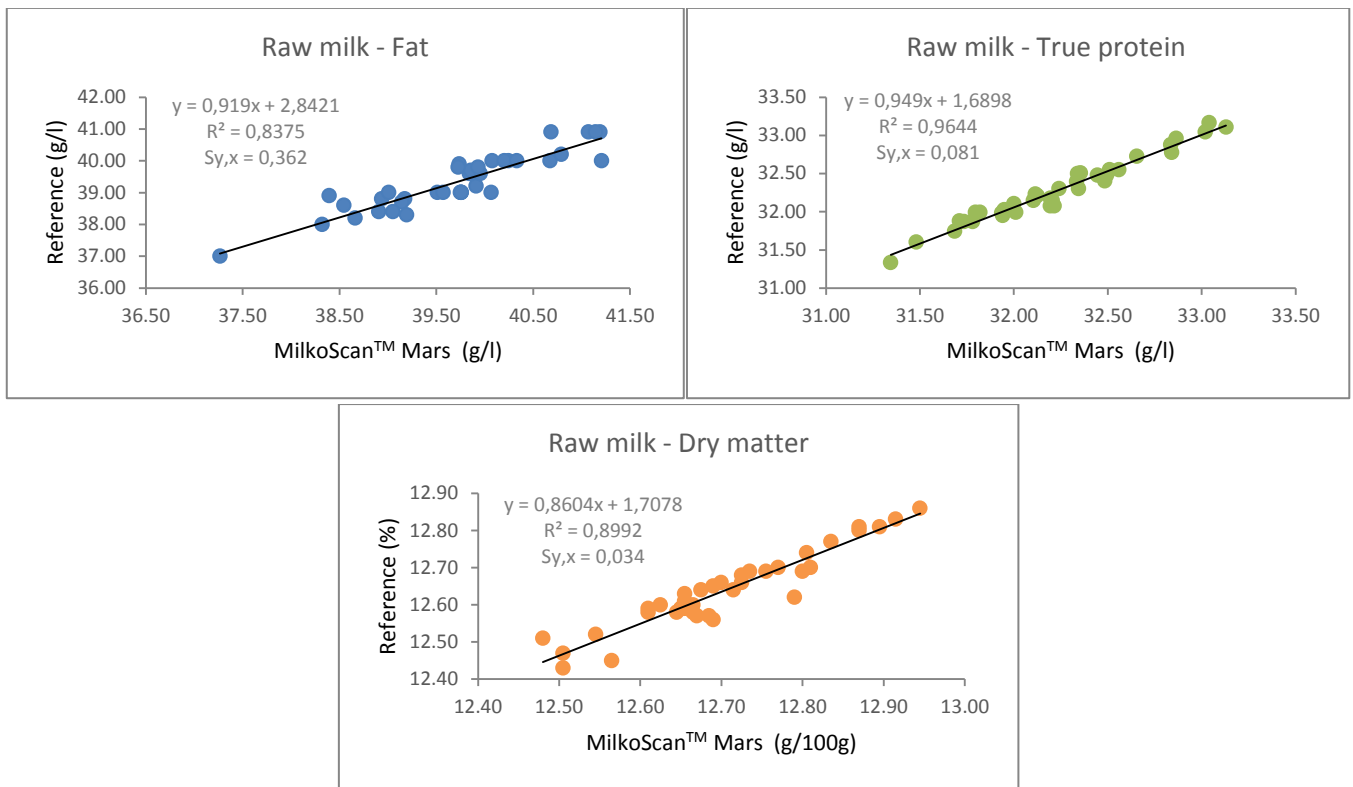 Raw milk - Fat
y = 0,919x + 2,8421
R² = 0,8375
Sy,x = 0,362
Reference (g/l)
42.00
41.00
40.00
39.00
38.00
37.00
36.00
36.50 37.50 38.50 39.50 40.50 41.50
MilkoScan™ Mars (g/l)
Raw milk - True protein
y = 0,949x + 1,6898
R² = 0,9644
Sy,x = 0,081
Reference (g/l)
33.50
33.00
32.50
32.00
31.50
31.00
31.00 31.50 32.00 32.50 33.00 33.50
MilkoScan™ Mars (g/l)
Raw milk - Dry matter
y = 0,8604x + 1,7078
R² = 0,8992
Sy,x = 0,034
Reference (%)
12.90
12.80
12.70
12.60
12.50
12.40
12.40 12.50 12.60 12.70 12.80 12.90 13.00
MilkoScan™ Mars (g/100g)